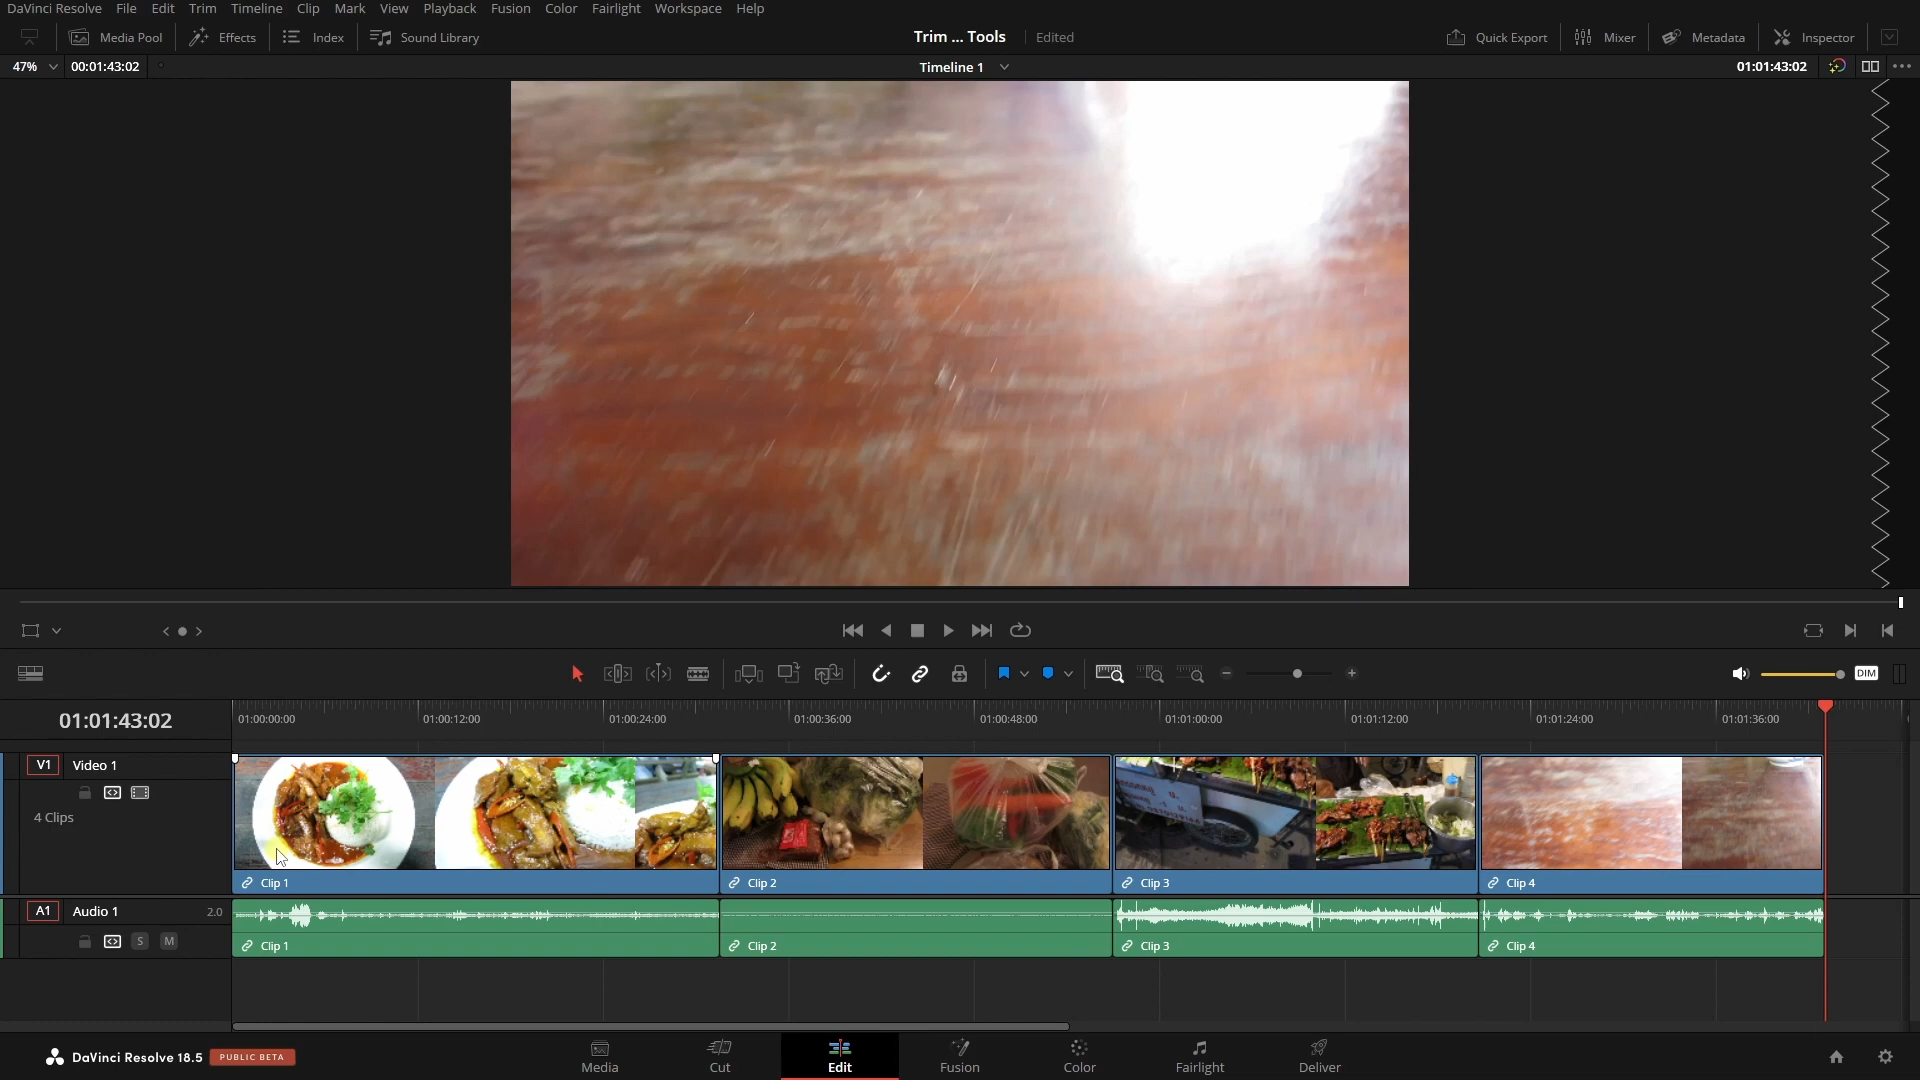 DaVinci Resolve File Edit Trim Timeline Clip Mark View Playback Fusion Color Fairlight Workspace Help
Media Pool Effects Index Sound Library Trim ... Tools Edited Quick Export Mixer Metadata Inspector
47% 00:01:43:02 Timeline 1 01:01:43:02
DIM
01:01:43:02 01:00:00:00 01:00:12:00 01:00:24:00 01:00:36:00 01:00:48:00 01:01:00:00 01:01:12:00 01:01:24:00 01:01:36:00
V1 Video 1
4 Clips
Clip 1 Clip 2 Clip 3 Clip 4
A1 Audio 1 2.0
S M
Clip 1 Clip 2 Clip 3 Clip 4
DaVinci Resolve 18.5 PUBLIC BETA
Media Cut Edit Fusion Color Fairlight Deliver